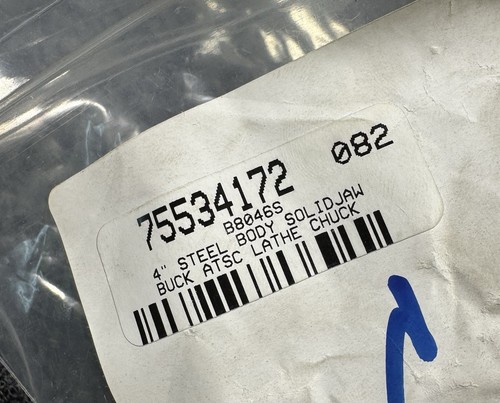 75534172 082
B8046S
4" STEEL BODY SOLIDJAW
BUCK ATSC LATHE CHUCK